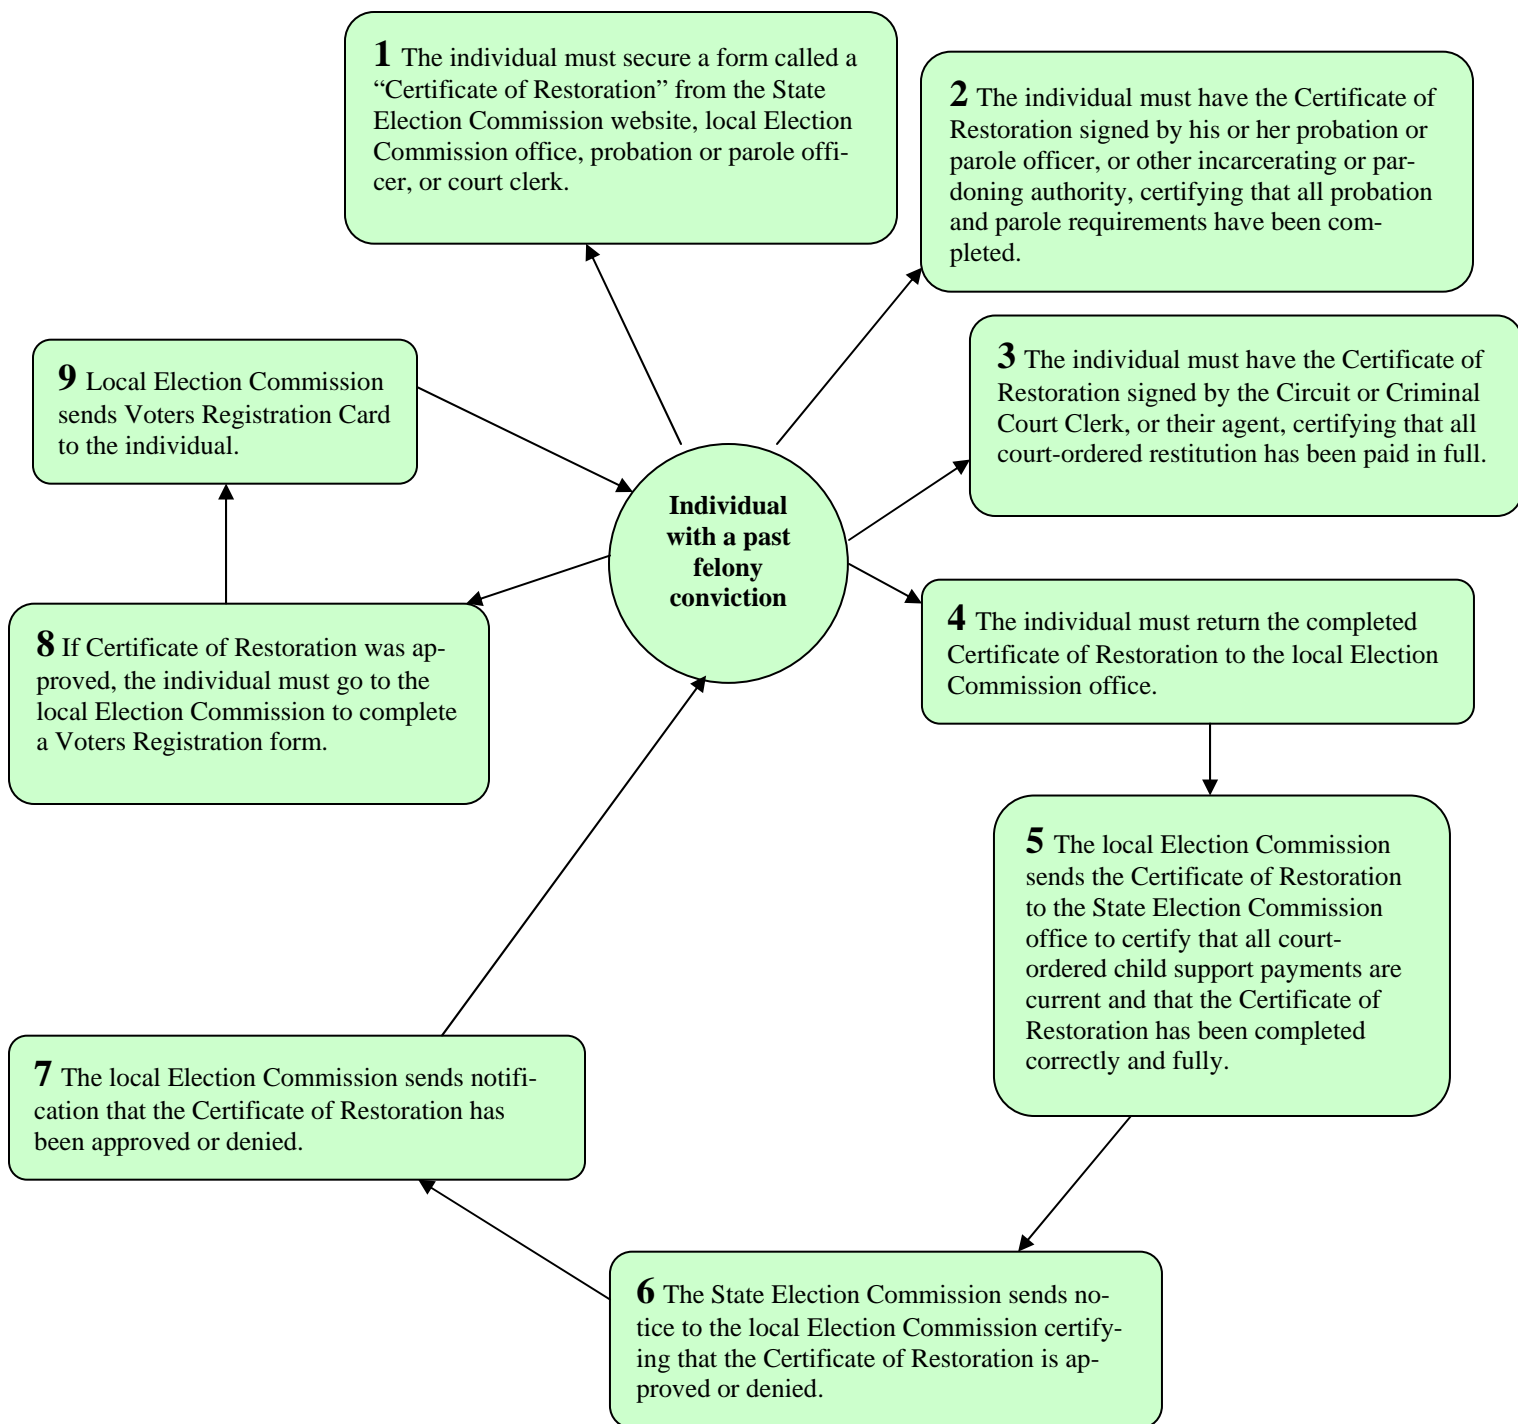 1 The individual must secure a form called a
“Certificate of Restoration” from the State
Election Commission website, local Election
Commission office, probation or parole offi-
cer, or court clerk.
2 The individual must have the Certificate of
Restoration signed by his or her probation or
parole officer, or other incarcerating or par-
doning authority, certifying that all probation
and parole requirements have been com-
pleted.
3 The individual must have the Certificate of
Restoration signed by the Circuit or Criminal
Court Clerk, or their agent, certifying that all
court-ordered restitution has been paid in full.
9 Local Election Commission
sends Voters Registration Card
to the individual.
Individual
with a past
felony
conviction
4 The individual must return the completed
Certificate of Restoration to the local Election
Commission office.
8 If Certificate of Restoration was ap-
proved, the individual must go to the
local Election Commission to complete
a Voters Registration form.
5 The local Election Commission
sends the Certificate of Restoration
to the State Election Commission
office to certify that all court-
ordered child support payments are
current and that the Certificate of
Restoration has been completed
correctly and fully.
7 The local Election Commission sends notifi-
cation that the Certificate of Restoration has
been approved or denied.
6 The State Election Commission sends no-
tice to the local Election Commission certify-
ing that the Certificate of Restoration is ap-
proved or denied.